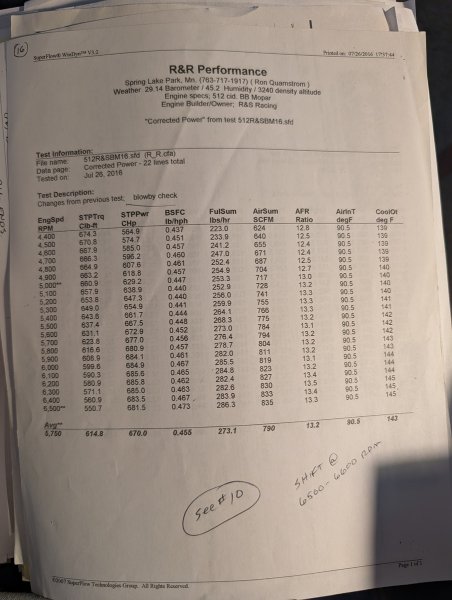 16
SuperFlow® WinDyn™ V3.2 Printed on: 07/26/2016 17:37:44
R&R Performance
Spring Lake Park, Mn. (763-717-1917) ( Ron Quarnstrom )
Weather 29.14 Barometer / 45.2 Humidity / 3240 density altitude
Engine specs; 512 cid. BB Mopar
Engine Builder/Owner; R&S Racing
"Corrected Power" from test 512R&SBM16.sfd
Test Information:
File name: 512R&SBM16.sfd (R_R.cfa)
Data page: Corrected Power - 22 lines total
Tested on: Jul 26, 2016
Test Description:
Changes from previous test, blowby check
EngSpd STPTrq STPPwr BSFC FulSum AirSum AFR AirInT CoolOt
RPM Clb-ft CHp lb/hph lbs/hr SCFM Ratio degF deg F
4,400 674.3 564.9 0.437 223.0 624 12.8 90.5 139
4,500 670.8 574.7 0.451 233.9 640 12.5 90.5 139
4,600 667.9 585.0 0.457 241.2 655 12.4 90.5 139
4,700 666.3 596.2 0.460 247.0 671 12.4 90.5 139
4,800 664.9 607.6 0.461 252.4 687 12.5 90.5 139
4,900 663.2 618.8 0.457 254.9 704 12.7 90.5 140
5,000** 660.9 629.2 0.447 253.3 717 13.0 90.5 140
5,100 657.9 638.9 0.440 252.9 728 13.2 90.5 140
5,200 653.8 647.3 0.440 256.0 741 13.3 90.5 141
5,300 649.0 654.9 0.441 259.9 755 13.3 90.5 141
5,400 643.6 661.7 0.444 264.1 766 13.3 90.5 141
5,500 637.4 667.5 0.448 268.3 775 13.2 90.5 142
5,600 631.1 672.9 0.452 273.0 784 13.1 90.5 142
5,700 623.8 677.0 0.456 276.4 794 13.2 90.5 142
5,800 616.6 680.9 0.457 278.7 804 13.2 90.5 143
5,900 608.9 684.1 0.461 282.0 811 13.2 90.5 143
6,000 599.6 684.9 0.467 285.5 819 13.1 90.5 144
6,100 590.3 685.6 0.465 284.8 823 13.2 90.5 144
6,200 580.9 685.8 0.462 282.4 827 13.4 90.5 144
6,300 571.1 685.0 0.463 282.6 830 13.5 90.5 145
6,400 560.9 683.5 0.467 283.9 833 13.4 90.5 145
6,500** 550.7 681.5 0.473 286.3 835 13.3 90.5 145
Avg**
5,750 614.8 670.0 0.455 273.1 790 13.2 90.5 143
SHIFT @
6500-6600 RPM
See #10
Page 1 of 1
©2007 SuperFlow Technologies Group. All Rights Reserved.